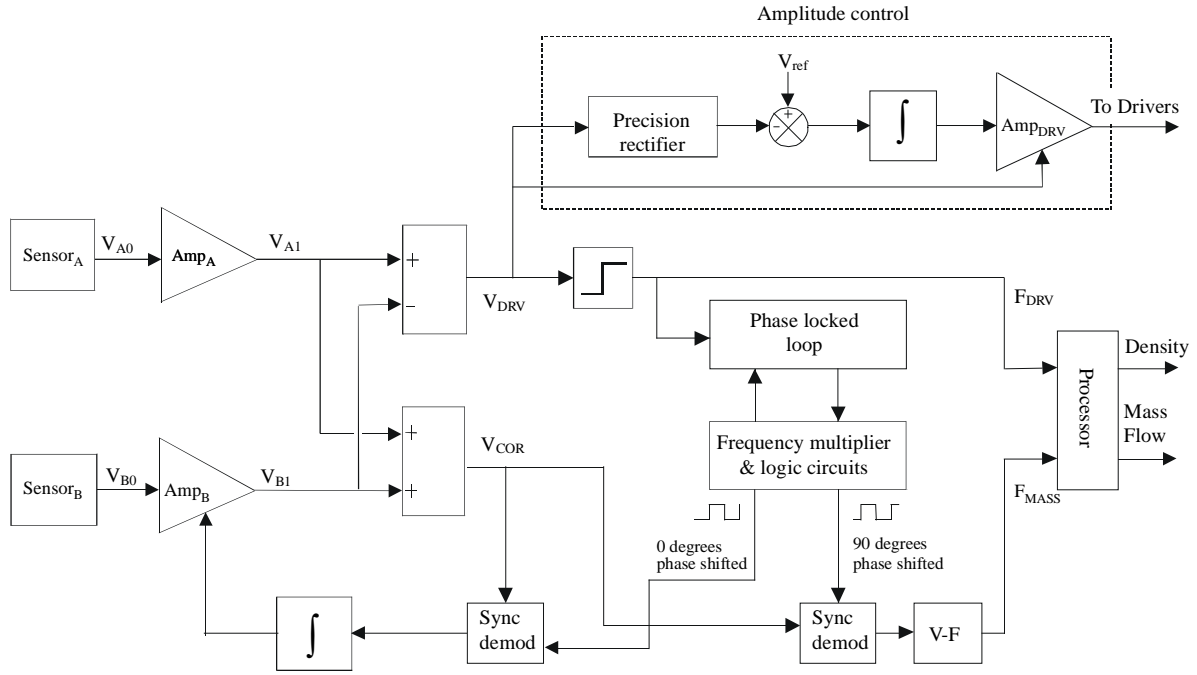 Amplitude control
V_ref
+
-
Precision
rectifier
∫
Amp_DRV
To Drivers
Sensor_A
V_A0
Amp_A
V_A1
+
-
V_DRV
F_DRV
Phase locked
loop
Processor
Density
Mass
Flow
Sensor_B
V_B0
Amp_B
V_B1
+
+
V_COR
Frequency multiplier
& logic circuits
F_MASS
0 degrees
phase shifted
90 degrees
phase shifted
∫
Sync
demod
Sync
demod
V-F